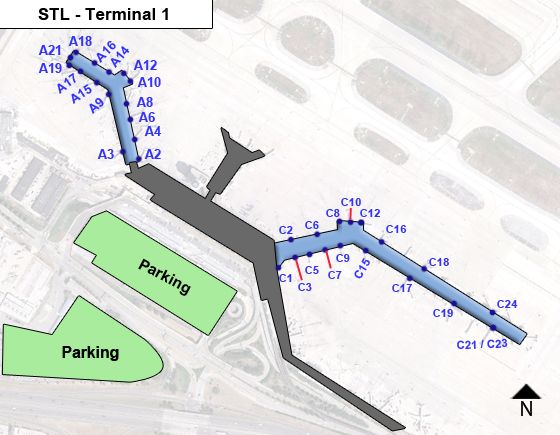 STL - Terminal 1
A18
A21
A16
A14
A19
A12
A17
A10
A15
A9
A8
A6
A4
A3
A2
C10
C8
C12
C2
C6
C16
C9
C5
C7
C15
C1
C3
C18
C17
C19
C24
C21 / C23
Parking
Parking
N